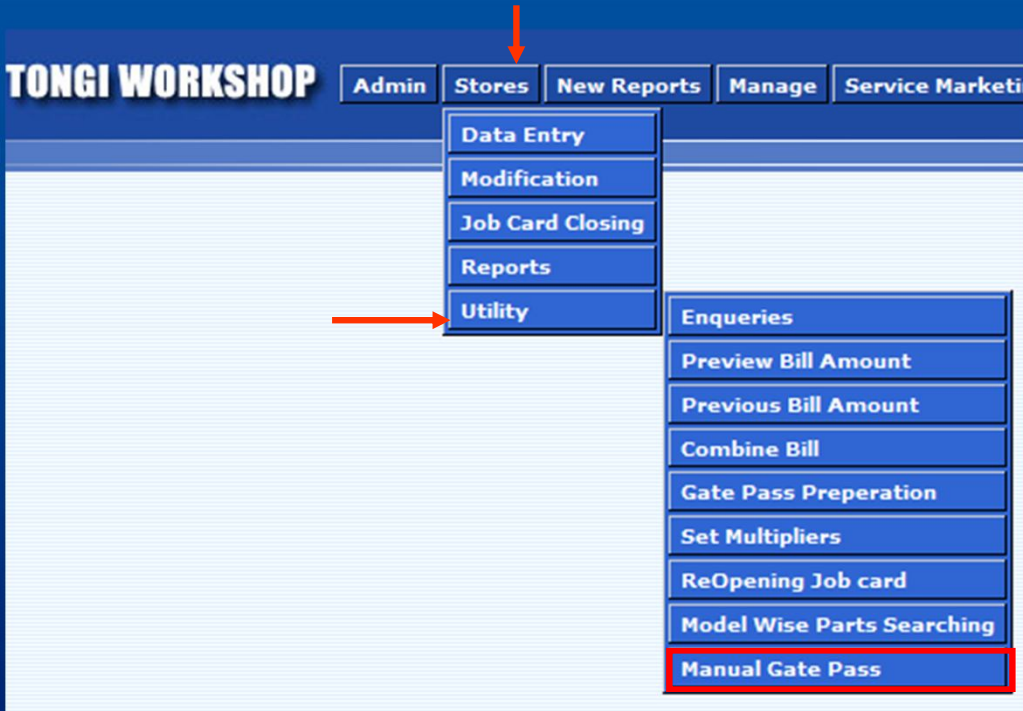 TONGI WORKSHOP
Admin
Stores
New Reports
Manage
Service Marketi
Data Entry
Modification
Job Card Closing
Reports
Utility
Enqueries
Preview Bill Amount
Previous Bill Amount
Combine Bill
Gate Pass Preperation
Set Multipliers
ReOpening Job card
Model Wise Parts Searching
Manual Gate Pass